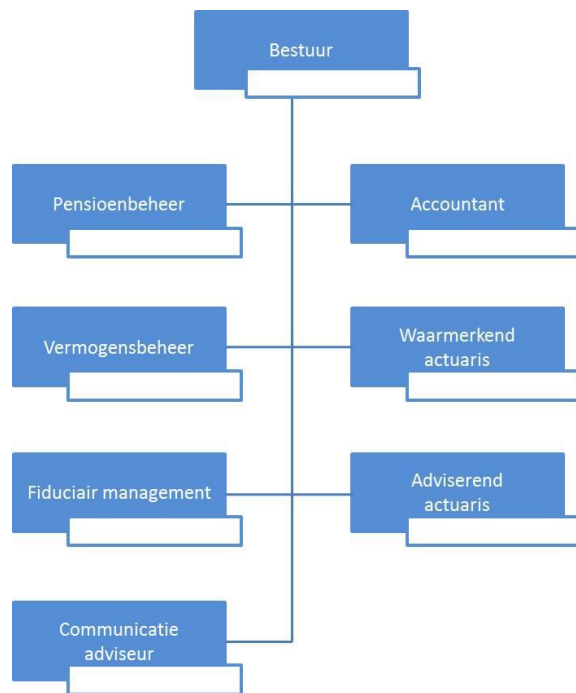 Bestuur
Pensioenbeheer
Accountant
Vermogensbeheer
Waarmerkend
actuaris
Fiduciair management
Adviserend
actuaris
Communicatie
adviseur